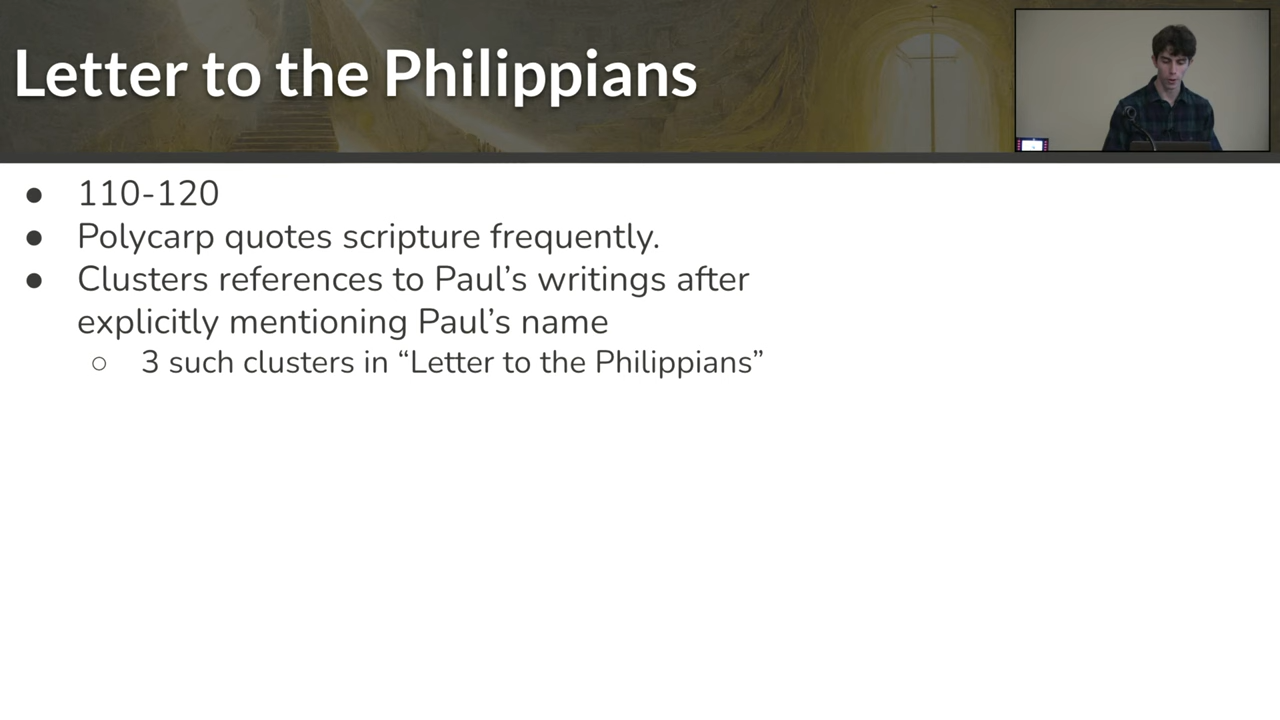 Letter to the Philippians
● 110-120
● Polycarp quotes scripture frequently.
● Clusters references to Paul’s writings after
explicitly mentioning Paul’s name
○ 3 such clusters in “Letter to the Philippians”